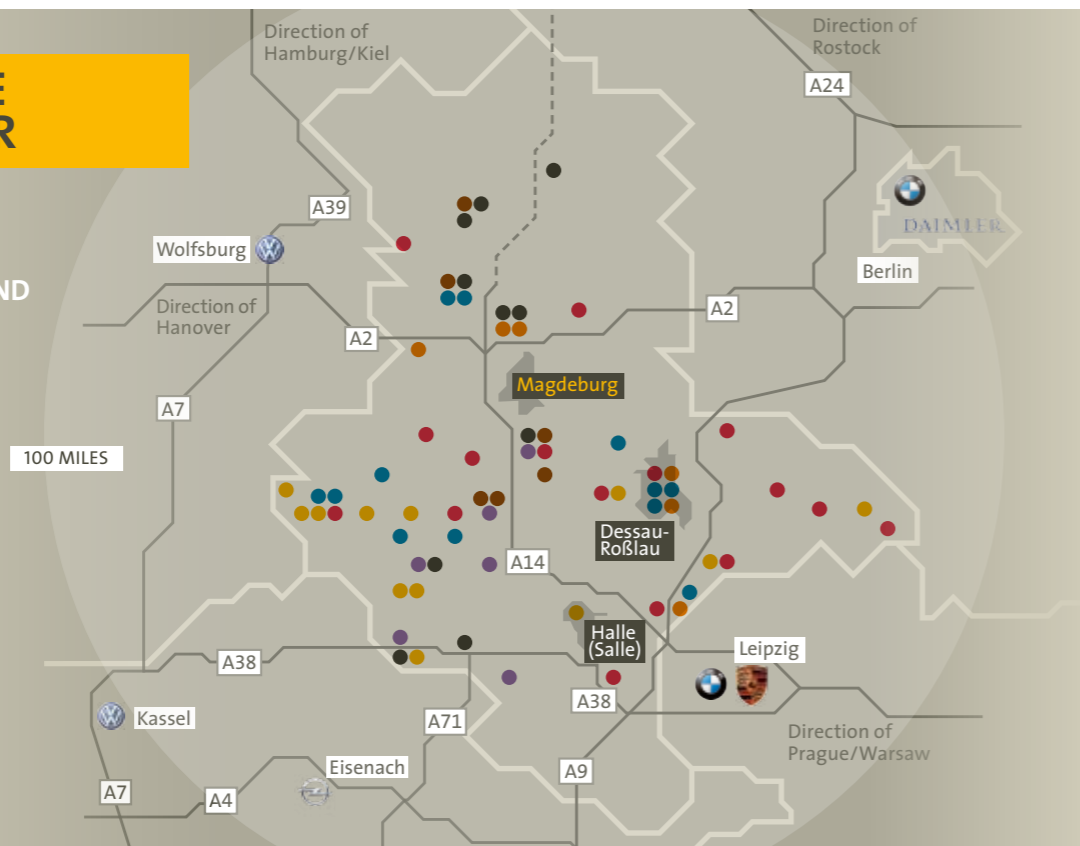 E
R
ND
100 MILES
Direction of
Hamburg/Kiel
Direction of
Rostock
A24
A39
Wolfsburg
DAIMLER
Berlin
Direction of
Hanover
A2
A2
Magdeburg
A7
Dessau-
Roßlau
A14
Halle
(Salle)
Leipzig
A38
A38
Kassel
A71
Direction of
Prague/Warsaw
Eisenach
A9
A7
A4